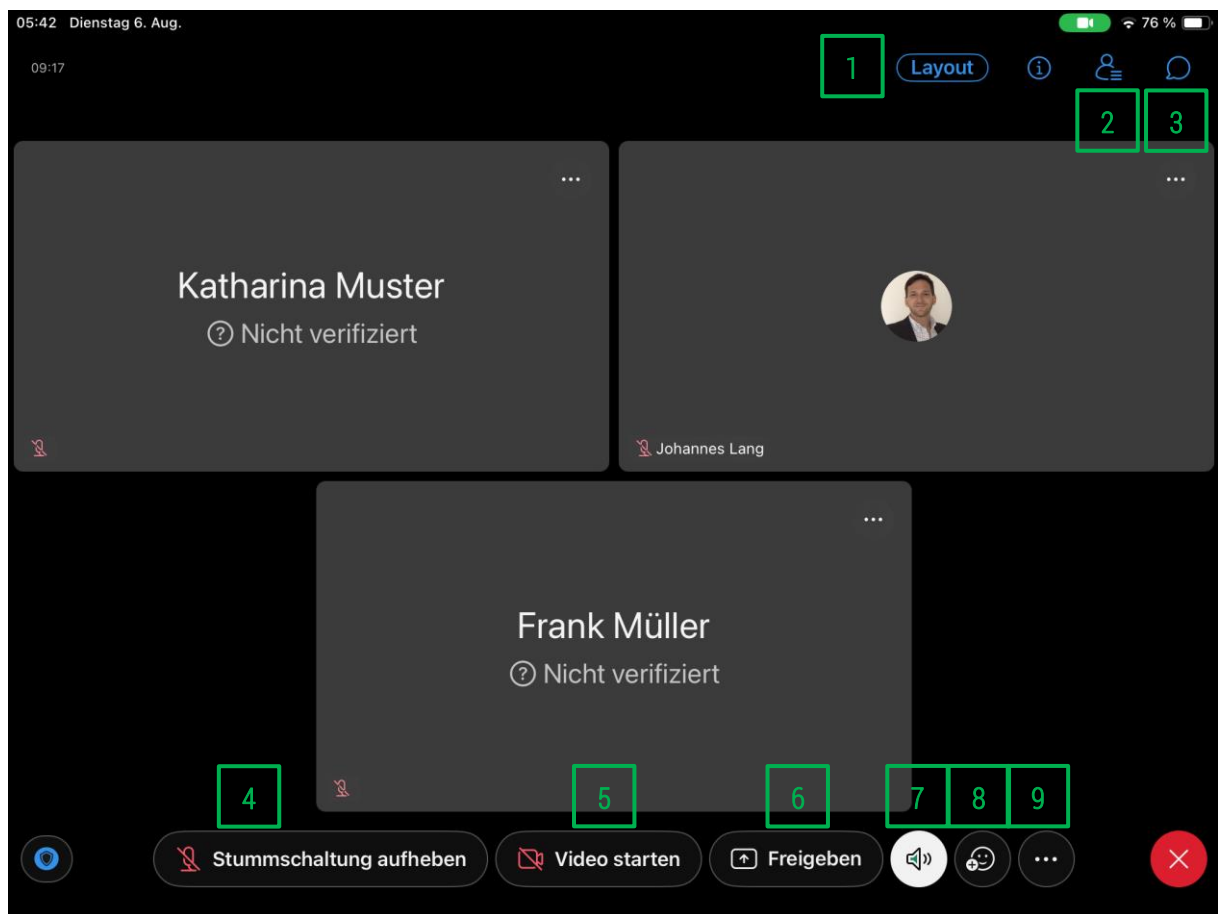 05:42 Dienstag 6. Aug.
76 %
09:17
1
Layout
2
3
Katharina Muster
Nicht verifiziert
Johannes Lang
Frank Müller
Nicht verifiziert
4
5
6
7
8
9
Stummschaltung aufheben
Video starten
Freigeben